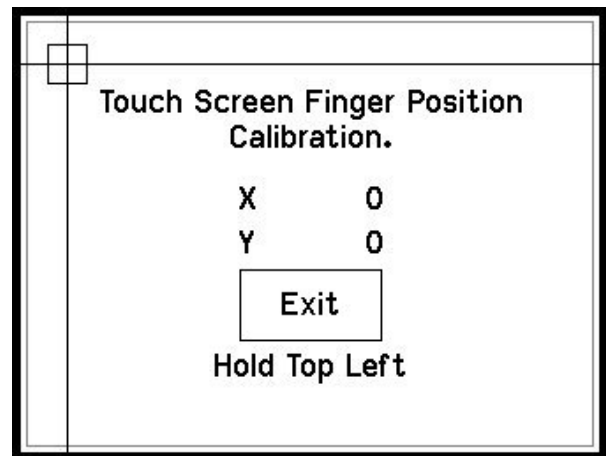 Touch Screen Finger Position
Calibration.
X 0
Y 0
Exit
Hold Top Left